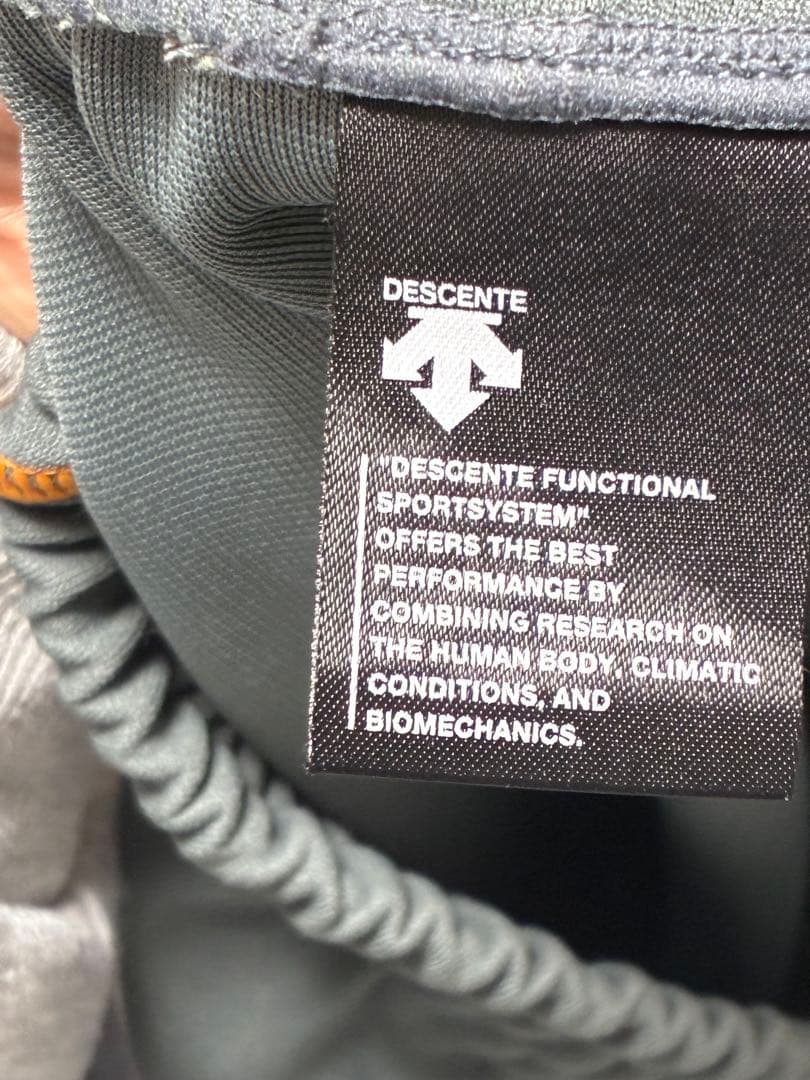 DESCENTE
"DESCENTE FUNCTIONAL
SPORTSYSTEM"
OFFERS THE BEST
PERFORMANCE BY
COMBINING RESEARCH ON
THE HUMAN BODY, CLIMATIC
CONDITIONS, AND
BIOMECHANICS.